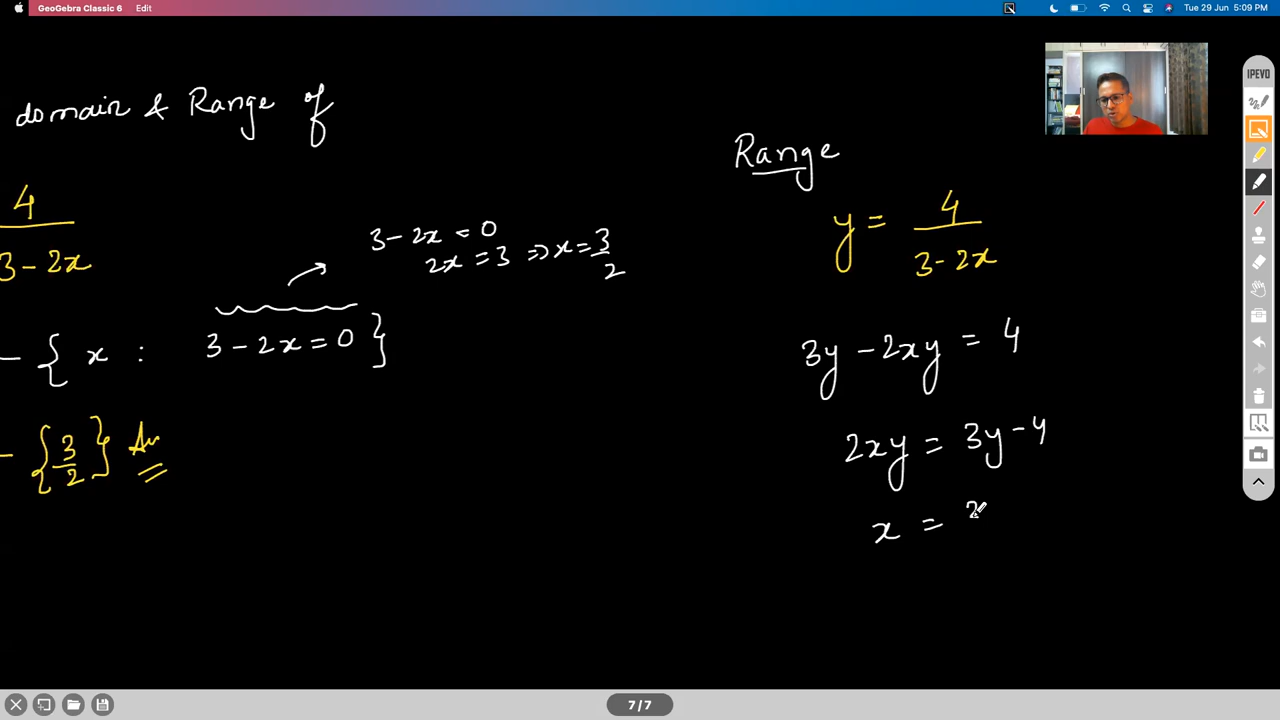 GeoGebra Classic 6 Edit Tue 29 Jun 5:09 PM
domain & Range of
4
3 - 2x
3 - 2x = 0
2x = 3 ⇒ x = 3/2
- { x : 3 - 2x = 0 }
- { 3/2 } Ans
Range
y = 4/(3 - 2x)
3y - 2xy = 4
2xy = 3y - 4
x =
IPEVO
7/7